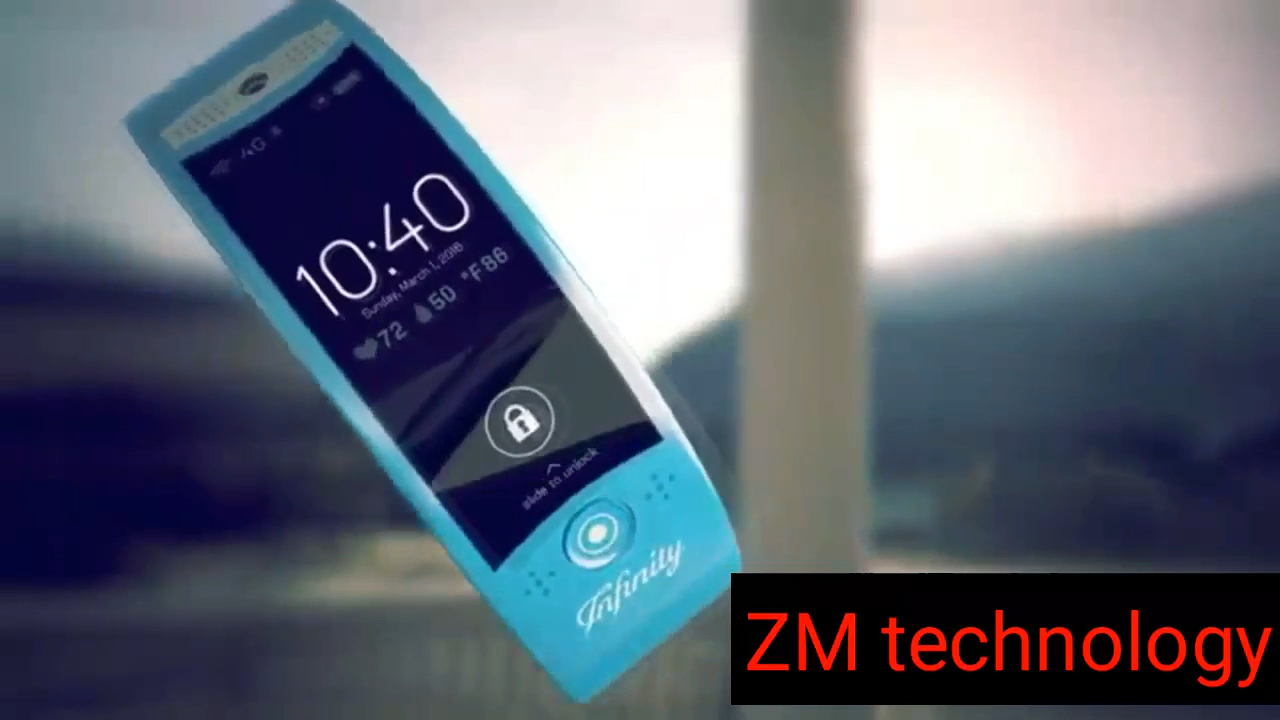 4G
10:40
Sunday, March 1, 2016
72 50 °F86
slide to unlock
Infinity
ZM technology